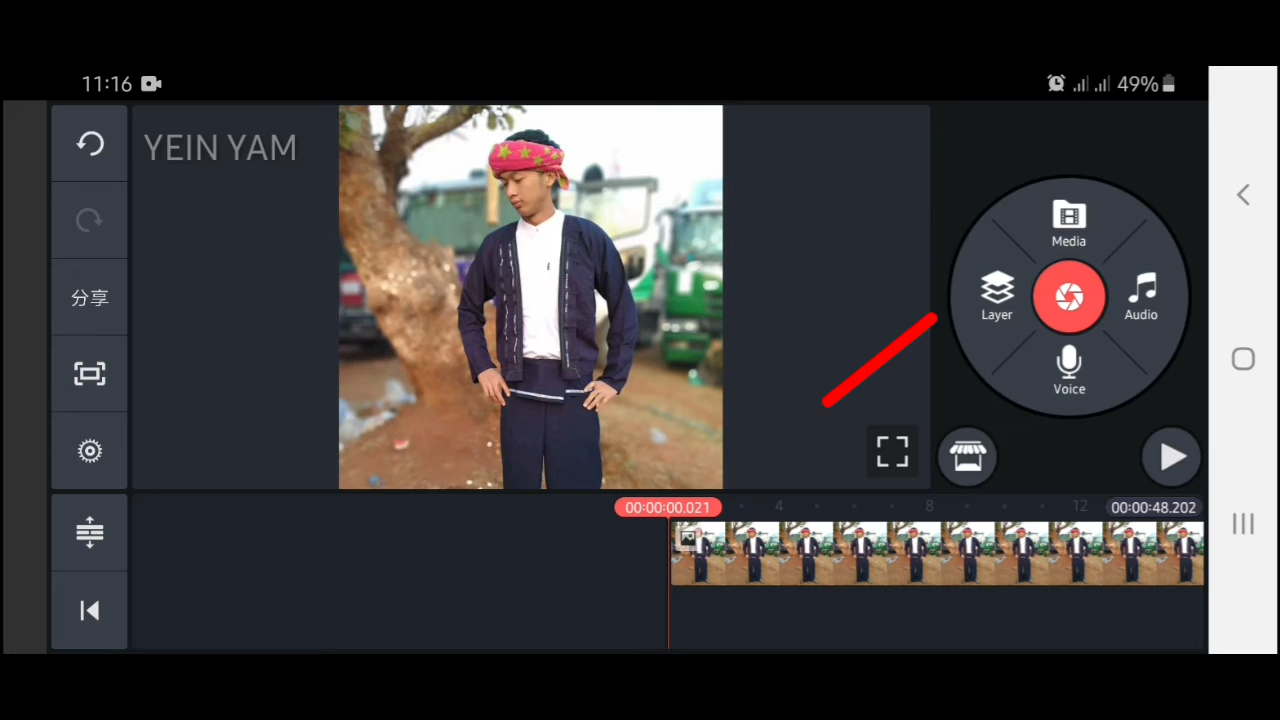 11:16
49%
YEIN YAM
Media
Layer
Audio
分享
Voice
00:00:00.021
4
8
12
00:00:48.202